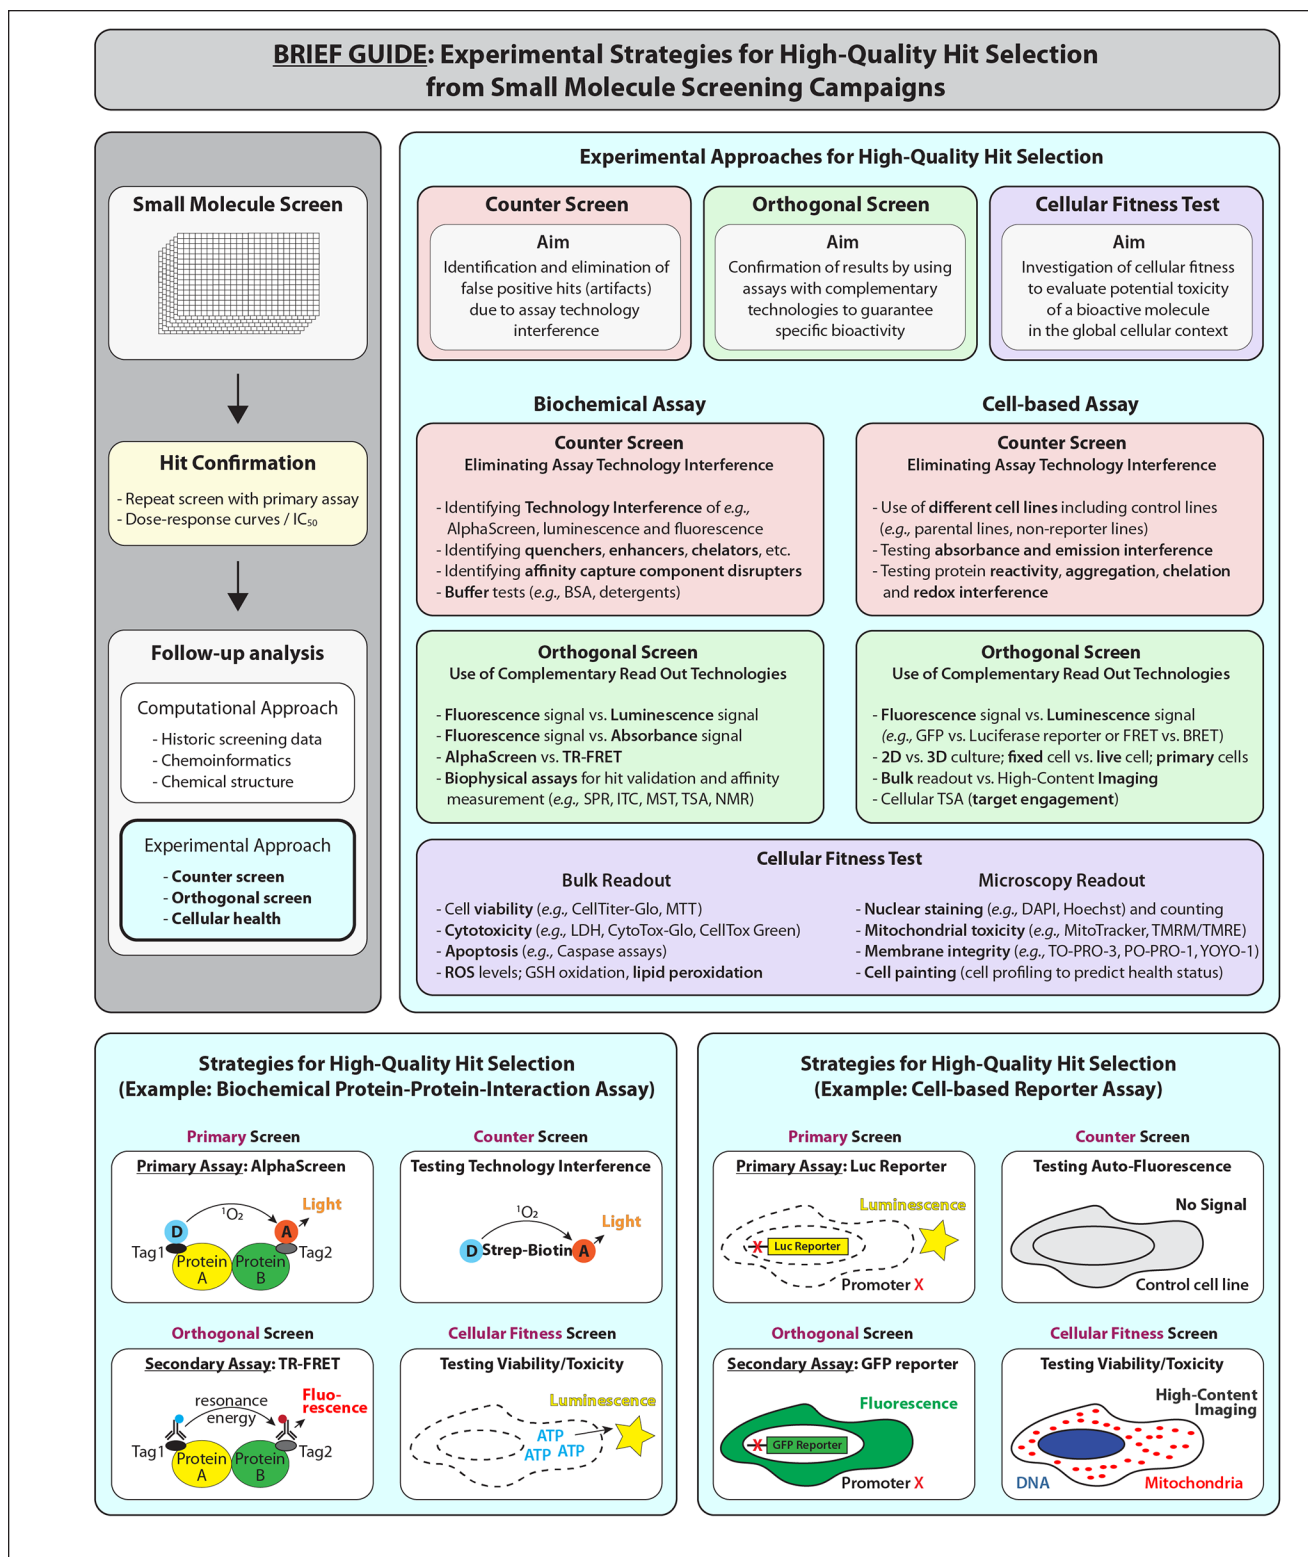 BRIEF GUIDE: Experimental Strategies for High-Quality Hit Selection
from Small Molecule Screening Campaigns
Small Molecule Screen
Hit Confirmation
- Repeat screen with primary assay
- Dose-response curves / IC₅₀
Follow-up analysis
Computational Approach
- Historic screening data
- Chemoinformatics
- Chemical structure
Experimental Approach
- Counter screen
- Orthogonal screen
- Cellular health
Experimental Approaches for High-Quality Hit Selection
Counter Screen
Aim
Identification and elimination of
false positive hits (artifacts)
due to assay technology
interference
Orthogonal Screen
Aim
Confirmation of results by using
assays with complementary
technologies to guarantee
specific bioactivity
Cellular Fitness Test
Aim
Investigation of cellular fitness
to evaluate potential toxicity
of a bioactive molecule
in the global cellular context
Biochemical Assay
Counter Screen
Eliminating Assay Technology Interference
- Identifying Technology Interference of e.g.,
AlphaScreen, luminescence and fluorescence
- Identifying quenchers, enhancers, chelators, etc.
- Identifying affinity capture component disrupters
- Buffer tests (e.g., BSA, detergents)
Orthogonal Screen
Use of Complementary Read Out Technologies
- Fluorescence signal vs. Luminescence signal
- Fluorescence signal vs. Absorbance signal
- AlphaScreen vs. TR-FRET
- Biophysical assays for hit validation and affinity
measurement (e.g., SPR, ITC, MST, TSA, NMR)
Cell-based Assay
Counter Screen
Eliminating Assay Technology Interference
- Use of different cell lines including control lines
(e.g., parental lines, non-reporter lines)
- Testing absorbance and emission interference
- Testing protein reactivity, aggregation, chelation
and redox interference
Orthogonal Screen
Use of Complementary Read Out Technologies
- Fluorescence signal vs. Luminescence signal
(e.g., GFP vs. Luciferase reporter or FRET vs. BRET)
- 2D vs. 3D culture; fixed cell vs. live cell; primary cells
- Bulk readout vs. High-Content Imaging
- Cellular TSA (target engagement)
Cellular Fitness Test
Bulk Readout
- Cell viability (e.g., CellTiter-Glo, MTT)
- Cytotoxicity (e.g., LDH, CytoTox-Glo, CellTox Green)
- Apoptosis (e.g., Caspase assays)
- ROS levels; GSH oxidation, lipid peroxidation
Microscopy Readout
- Nuclear staining (e.g., DAPI, Hoechst) and counting
- Mitochondrial toxicity (e.g., MitoTracker, TMRM/TMRE)
- Membrane integrity (e.g., TO-PRO-3, PO-PRO-1, YOYO-1)
- Cell painting (cell profiling to predict health status)
Strategies for High-Quality Hit Selection
(Example: Biochemical Protein-Protein-Interaction Assay)
Primary Screen
Primary Assay: AlphaScreen
Light
¹O₂
D
A
Tag1
Tag2
Protein
A
Protein
B
Counter Screen
Testing Technology Interference
¹O₂
Light
D
Strep-Biotin
A
Orthogonal Screen
Secondary Assay: TR-FRET
resonance
energy
Fluo-
rescence
Tag1
Tag2
Protein
A
Protein
B
Cellular Fitness Screen
Testing Viability/Toxicity
Luminescence
ATP
ATP
ATP
Strategies for High-Quality Hit Selection
(Example: Cell-based Reporter Assay)
Primary Screen
Primary Assay: Luc Reporter
Luminescence
X
Luc Reporter
Promoter X
Counter Screen
Testing Auto-Fluorescence
No Signal
Control cell line
Orthogonal Screen
Secondary Assay: GFP reporter
Fluorescence
X
GFP Reporter
Promoter X
Cellular Fitness Screen
Testing Viability/Toxicity
High-Content
Imaging
DNA
Mitochondria